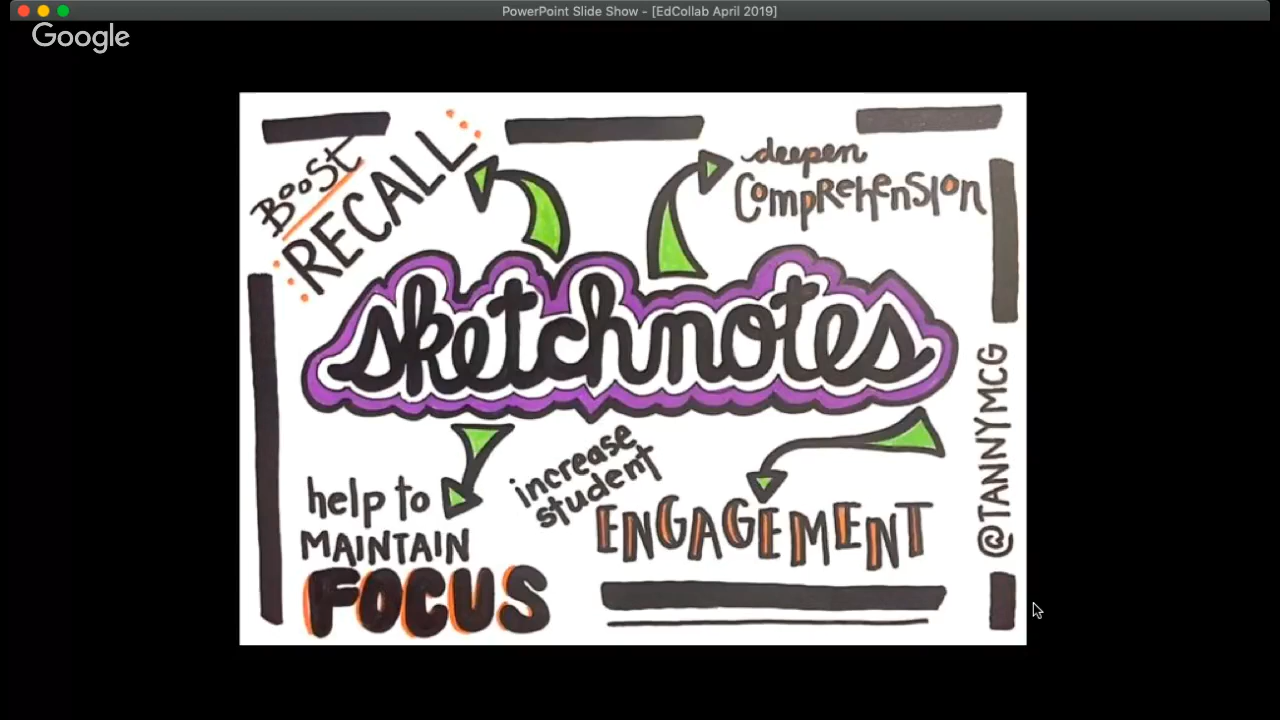 PowerPoint Slide Show - [EdCollab April 2019]
Google
BooSt
RECALL
deepen
CompReHenSIon
sketchnotes
help to
MAINTAIN
FOCUS
increase
student
ENGAGEMENT
@TANNYMCG